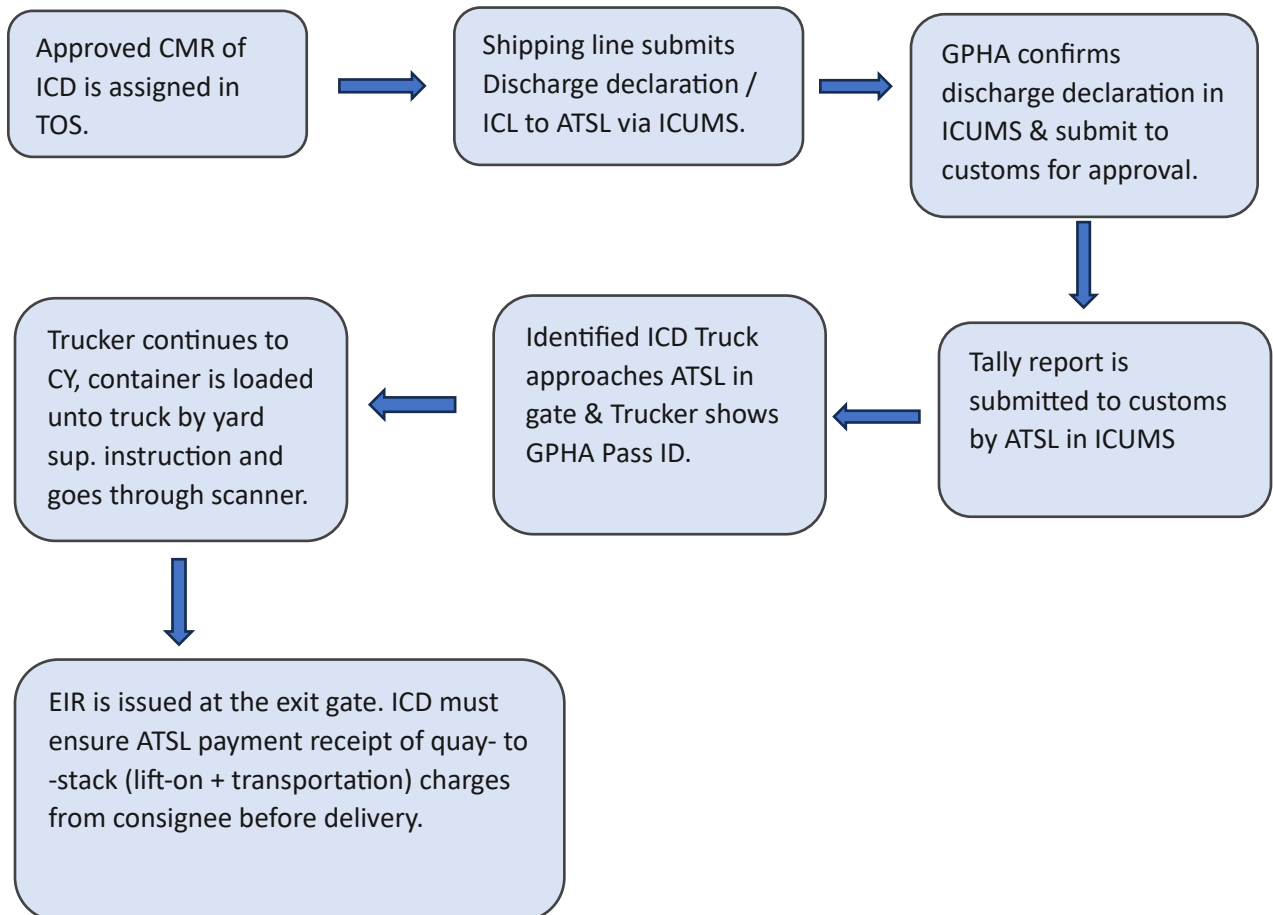 Approved CMR of
ICD is assigned in
TOS.
Shipping line submits
Discharge declaration /
ICL to ATSL via ICUMS.
GPHA confirms
discharge declaration in
ICUMS & submit to
customs for approval.
Tally report is
submitted to customs
by ATSL in ICUMS
Identified ICD Truck
approaches ATSL in
gate & Trucker shows
GPHA Pass ID.
Trucker continues to
CY, container is loaded
unto truck by yard
sup. instruction and
goes through scanner.
EIR is issued at the exit gate. ICD must
ensure ATSL payment receipt of quay- to
-stack (lift-on + transportation) charges
from consignee before delivery.